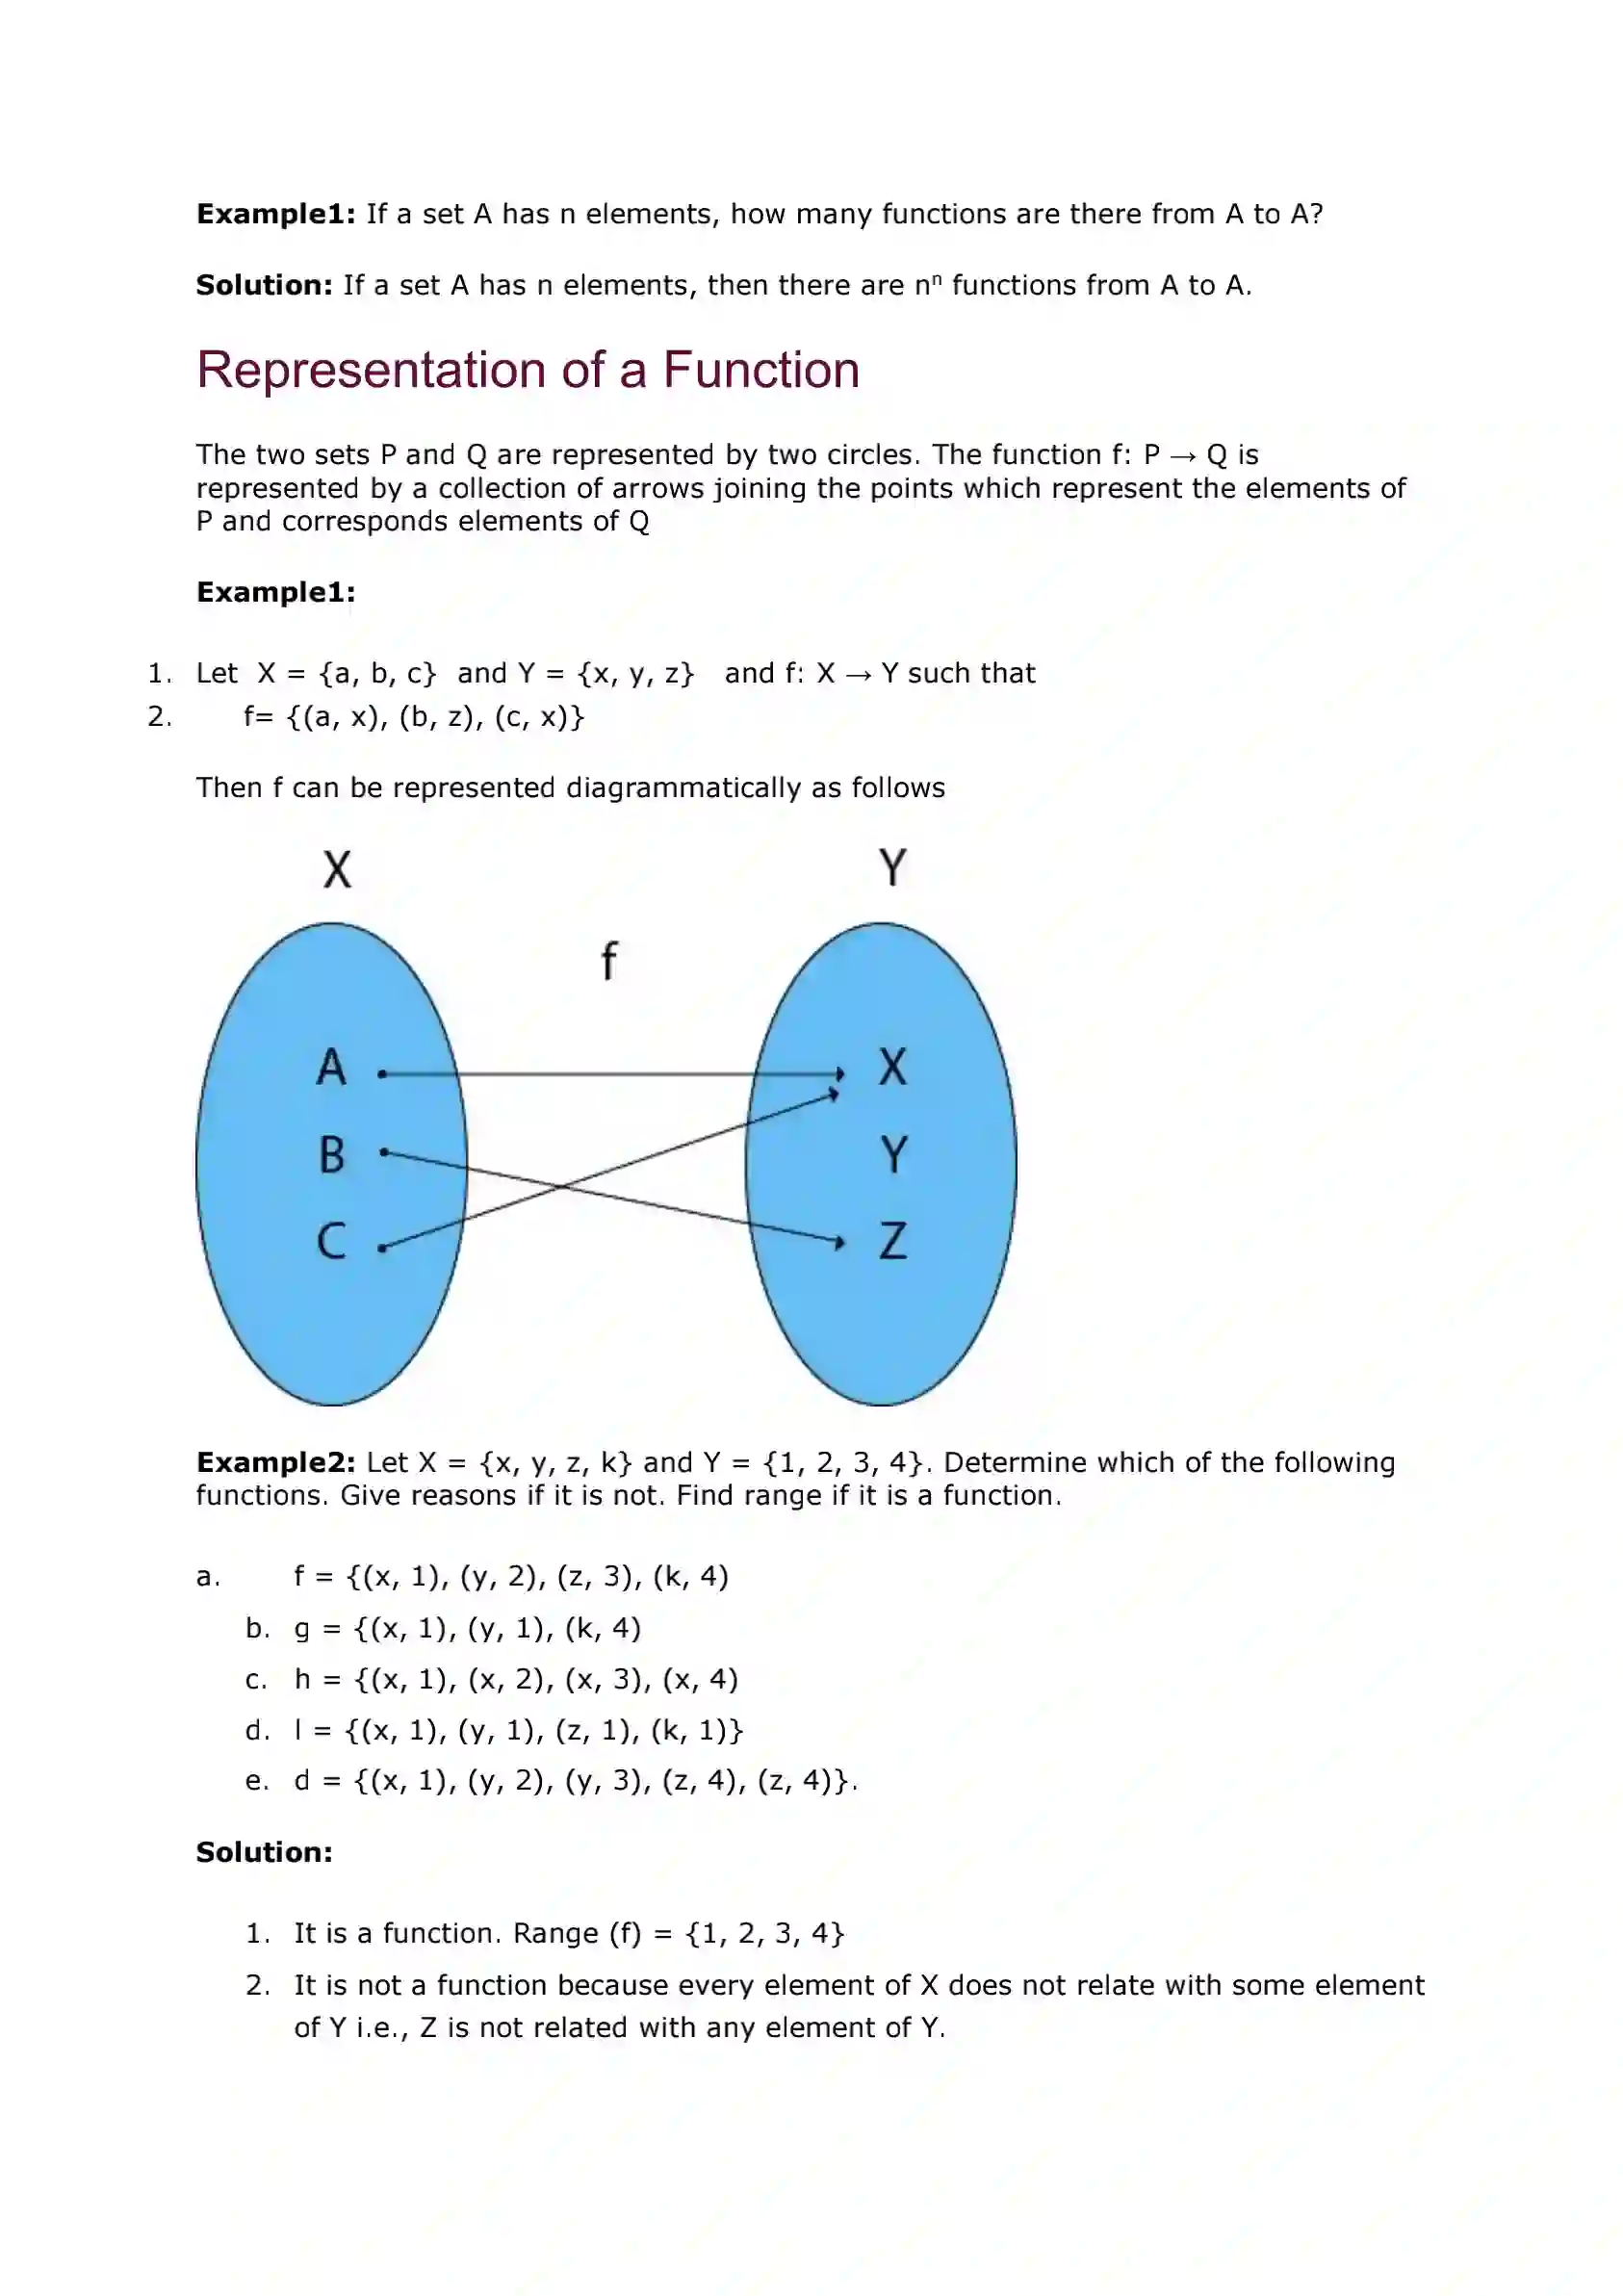 Example1: If a set A has n elements, how many functions are there from A to A?
Solution: If a set A has n elements, then there are nⁿ functions from A to A.
Representation of a Function
The two sets P and Q are represented by two circles. The function f: P → Q is
represented by a collection of arrows joining the points which represent the elements of
P and corresponds elements of Q
Example1:
1. Let X = {a, b, c} and Y = {x, y, z} and f: X → Y such that
2. f= {(a, x), (b, z), (c, x)}
Then f can be represented diagrammatically as follows
X Y
f
A X
B Y
C Z
Example2: Let X = {x, y, z, k} and Y = {1, 2, 3, 4}. Determine which of the following
functions. Give reasons if it is not. Find range if it is a function.
a. f = {(x, 1), (y, 2), (z, 3), (k, 4)
b. g = {(x, 1), (y, 1), (k, 4)
c. h = {(x, 1), (x, 2), (x, 3), (x, 4)
d. l = {(x, 1), (y, 1), (z, 1), (k, 1)}
e. d = {(x, 1), (y, 2), (y, 3), (z, 4), (z, 4)}.
Solution:
1. It is a function. Range (f) = {1, 2, 3, 4}
2. It is not a function because every element of X does not relate with some element
of Y i.e., Z is not related with any element of Y.